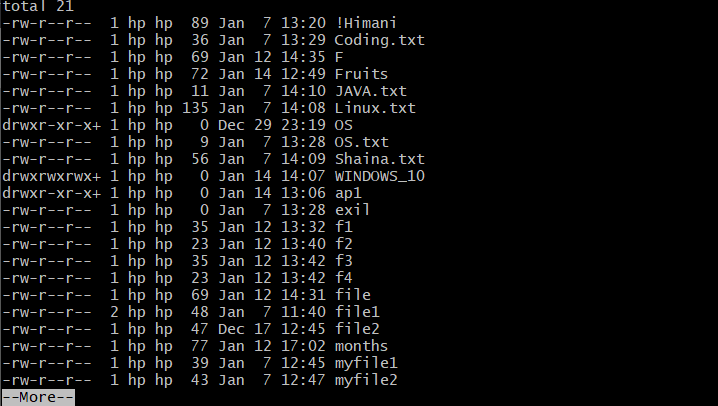 total 21
-rw-r--r--  1 hp hp  89 Jan  7 13:20 !Himani
-rw-r--r--  1 hp hp  36 Jan  7 13:29 Coding.txt
-rw-r--r--  1 hp hp  69 Jan 12 14:35 F
-rw-r--r--  1 hp hp  72 Jan 14 12:49 Fruits
-rw-r--r--  1 hp hp  11 Jan  7 14:10 JAVA.txt
-rw-r--r--  1 hp hp 135 Jan  7 14:08 Linux.txt
drwxr-xr-x+ 1 hp hp   0 Dec 29 23:19 OS
-rw-r--r--  1 hp hp   9 Jan  7 13:28 OS.txt
-rw-r--r--  1 hp hp  56 Jan  7 14:09 Shaina.txt
drwxrwxrwx+ 1 hp hp   0 Jan 14 14:07 WINDOWS_10
drwxr-xr-x+ 1 hp hp   0 Jan 14 13:06 ap1
-rw-r--r--  1 hp hp   0 Jan  7 13:28 exil
-rw-r--r--  1 hp hp  35 Jan 12 13:32 f1
-rw-r--r--  1 hp hp  23 Jan 12 13:40 f2
-rw-r--r--  1 hp hp  35 Jan 12 13:42 f3
-rw-r--r--  1 hp hp  23 Jan 12 13:42 f4
-rw-r--r--  1 hp hp  69 Jan 12 14:31 file
-rw-r--r--  2 hp hp  48 Jan  7 11:40 file1
-rw-r--r--  1 hp hp  47 Dec 17 12:45 file2
-rw-r--r--  1 hp hp  77 Jan 12 17:02 months
-rw-r--r--  1 hp hp  39 Jan  7 12:45 myfile1
-rw-r--r--  1 hp hp  43 Jan  7 12:47 myfile2
--More--